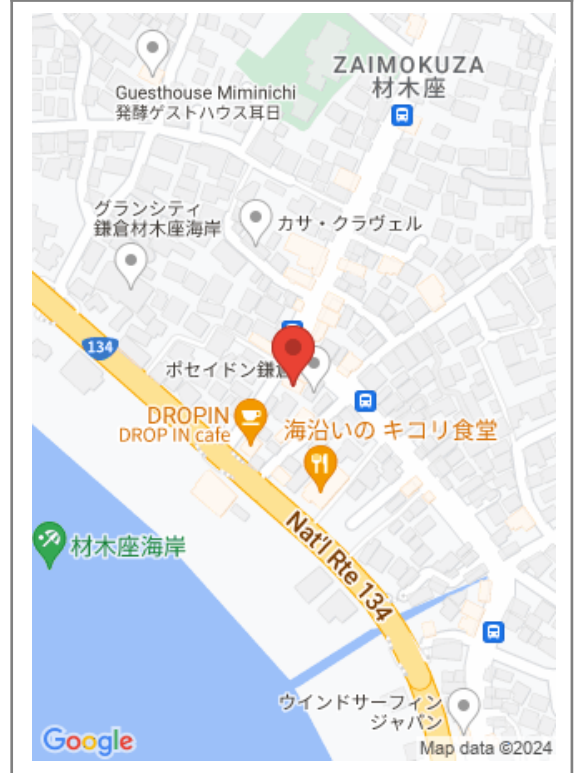 ZAIMOKUZA
材木座
Guesthouse Miminichi
発酵ゲストハウス耳日
グランシティ
鎌倉材木座海岸
カサ・クラヴェル
134
ポセイドン鎌倉
DROPIN
DROP IN cafe
海沿いの キコリ食堂
Nat'l Rte 134
材木座海岸
ウインドサーフィン
ジャパン
Google
Map data ©2024